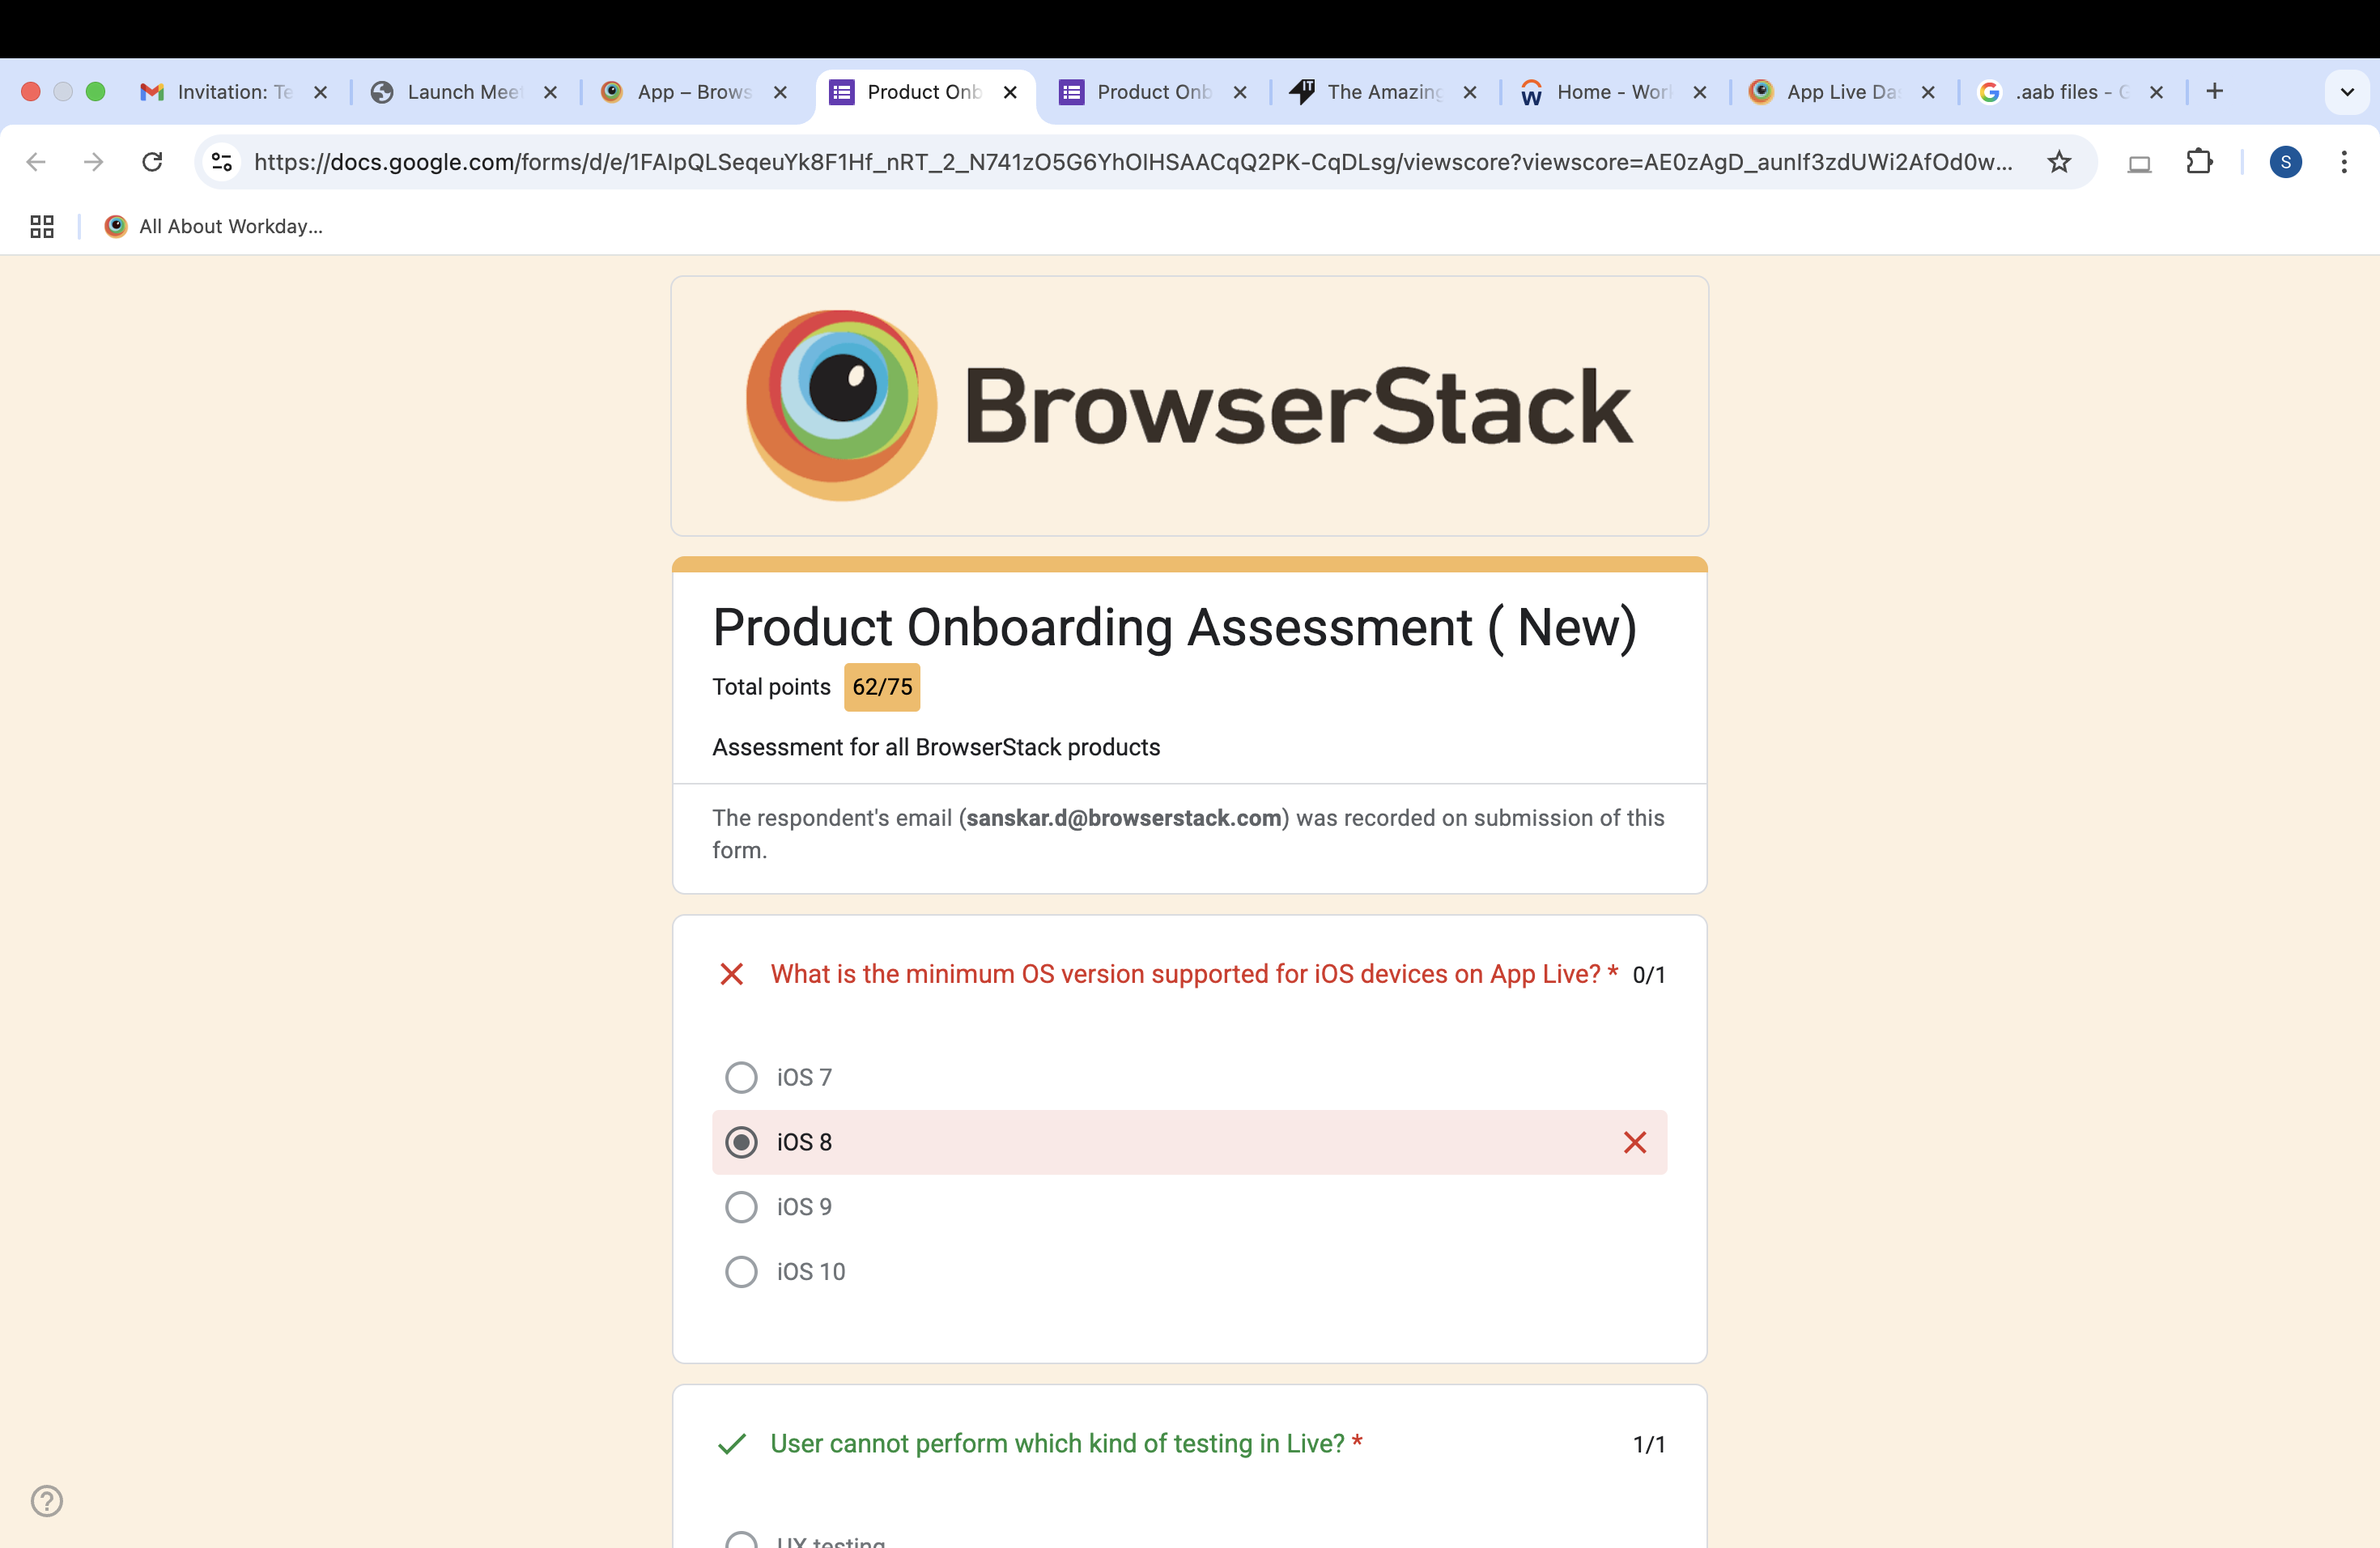 Invitation: Te
Launch Meet
App – Brows
Product Onb
Product Onb
The Amazing
Home - Work
App Live Das
.aab files - G
https://docs.google.com/forms/d/e/1FAIpQLSeqeuYk8F1Hf_nRT_2_N741zO5G6YhOIHSAACqQ2PK-CqDLsg/viewscore?viewscore=AE0zAgD_aunIf3zdUWi2AfOd0w...
S
All About Workday...
BrowserStack
Product Onboarding Assessment ( New)
Total points 62/75
Assessment for all BrowserStack products
The respondent's email (sanskar.d@browserstack.com) was recorded on submission of this
form.
What is the minimum OS version supported for iOS devices on App Live? * 0/1
iOS 7
iOS 8
iOS 9
iOS 10
User cannot perform which kind of testing in Live? * 1/1
UX testing